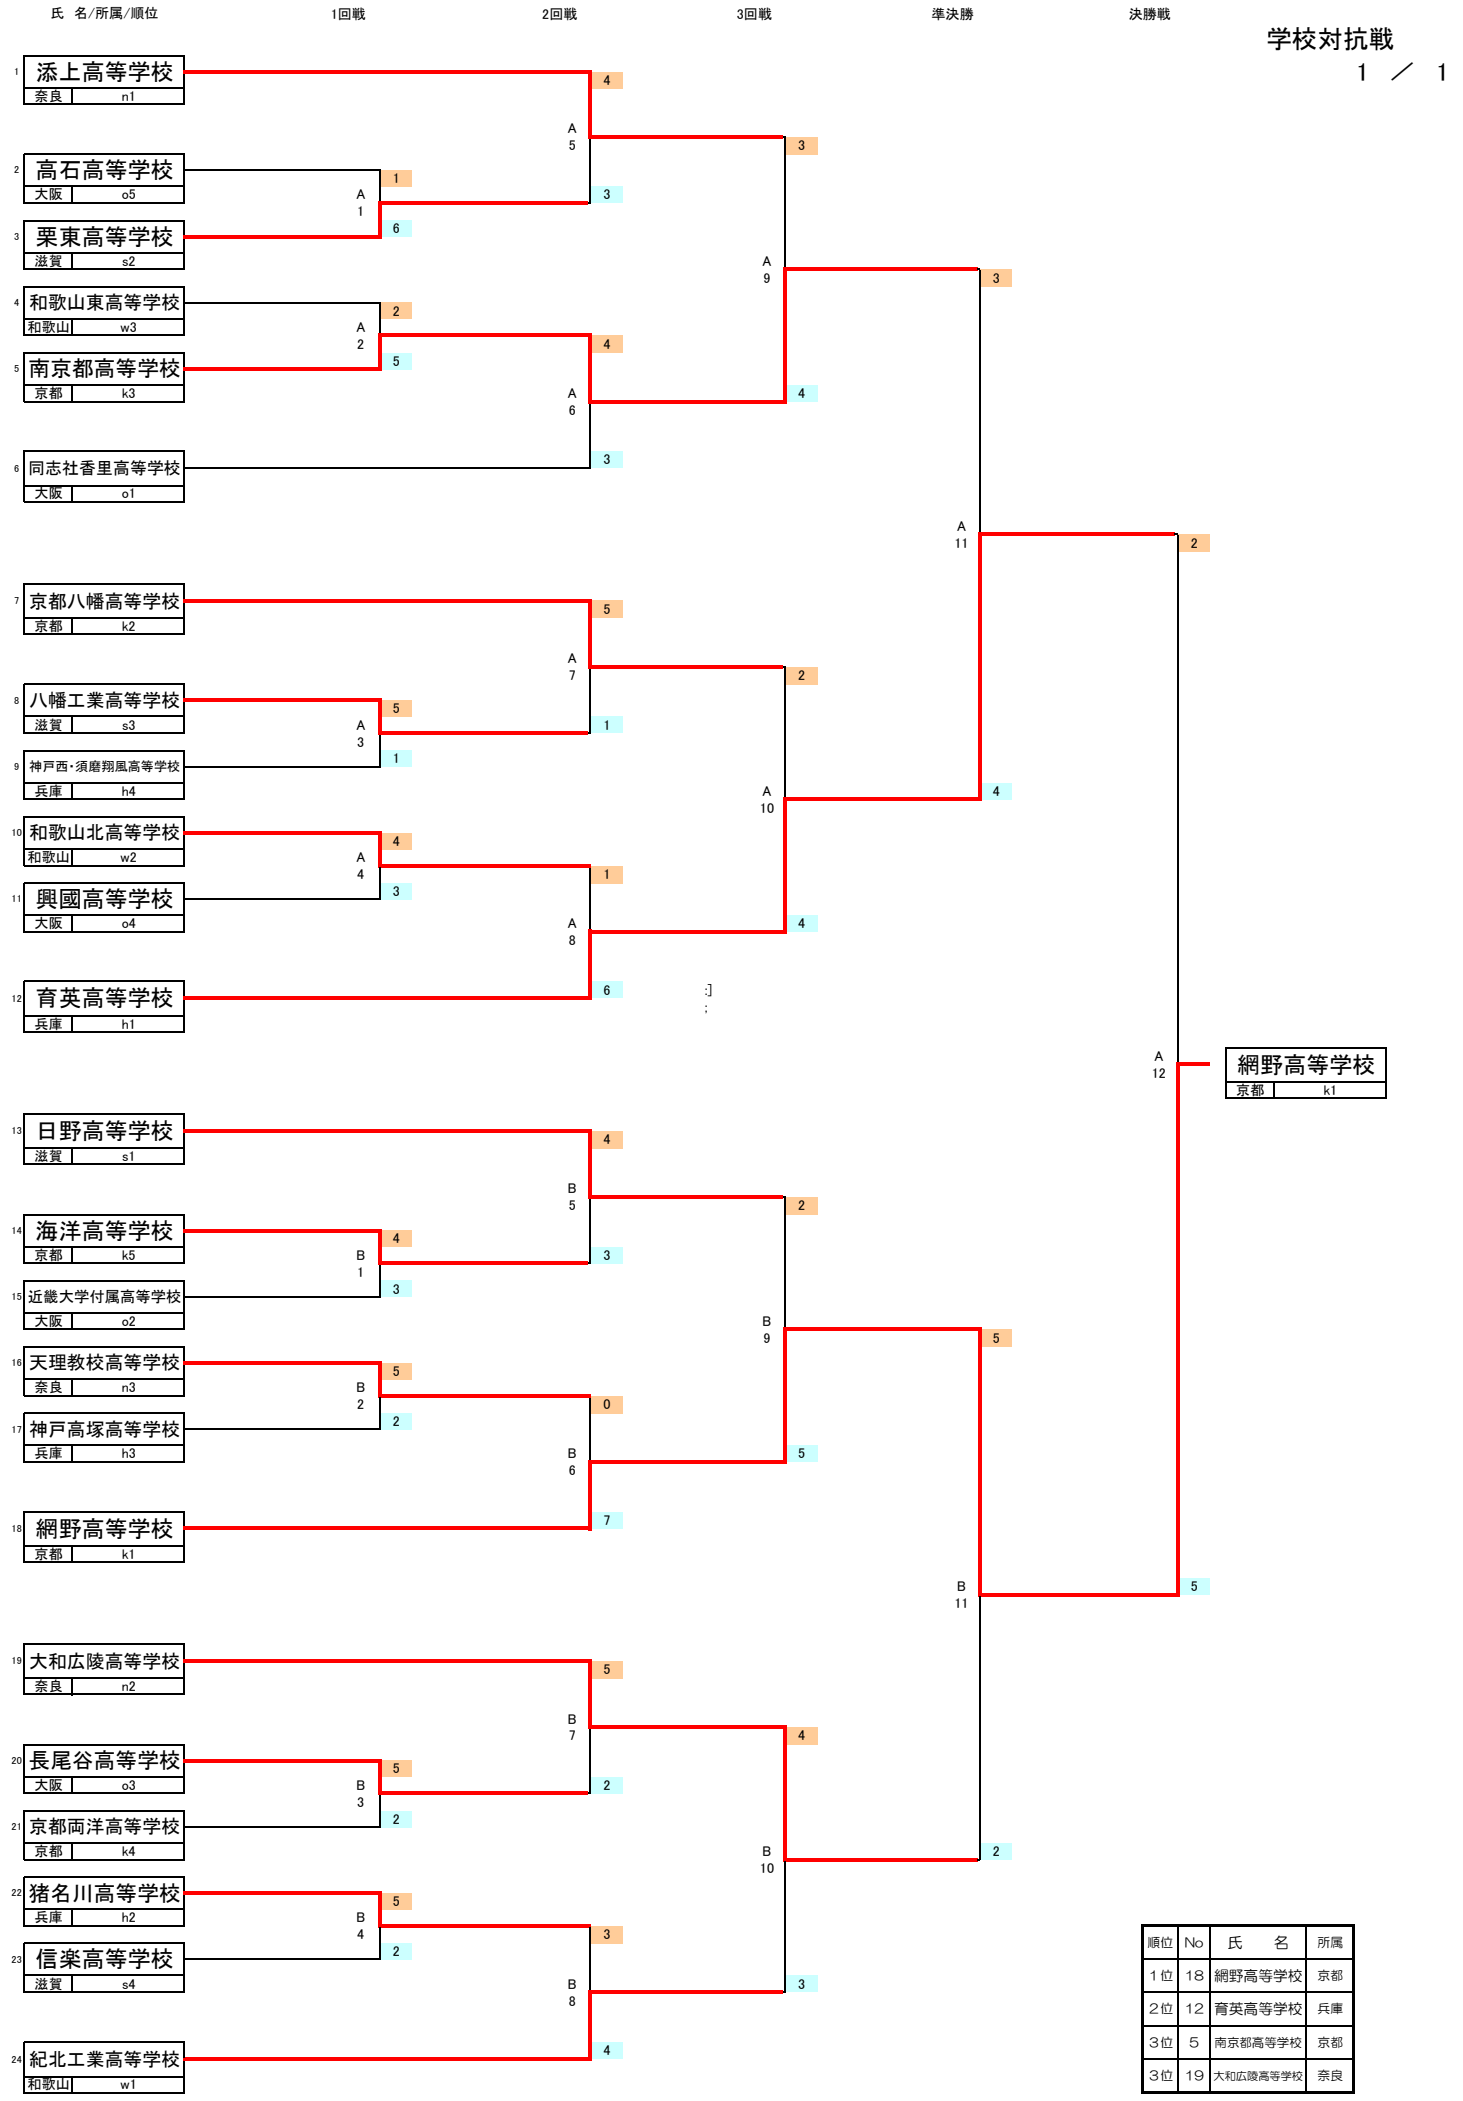 氏 名/所属/順位 1回戦 2回戦 3回戦 準決勝 決勝戦
学校対抗戦
1 ／ 1
1 添上高等学校
奈良 n1
4
A
5
3
2 高石高等学校
大阪 o5
1
A
1
3
6
3 栗東高等学校
滋賀 s2
A
9
3
4 和歌山東高等学校
和歌山 w3
2
A
2
4
5
5 南京都高等学校
京都 k3
A
6
4
3
6 同志社香里高等学校
大阪 o1
A
11
2
7 京都八幡高等学校
京都 k2
5
A
7
2
8 八幡工業高等学校
滋賀 s3
5
A
3
1
1
9 神戸西・須磨翔風高等学校
兵庫 h4
A
10
4
10 和歌山北高等学校
和歌山 w2
4
A
4
1
3
11 興國高等学校
大阪 o4
A
8
4
6
12 育英高等学校
兵庫 h1
:]
;
A
12
網野高等学校
京都 k1
13 日野高等学校
滋賀 s1
4
B
5
2
14 海洋高等学校
京都 k5
4
B
1
3
3
15 近畿大学付属高等学校
大阪 o2
B
9
5
16 天理教校高等学校
奈良 n3
5
B
2
0
2
17 神戸高塚高等学校
兵庫 h3
B
6
5
7
18 網野高等学校
京都 k1
B
11
5
19 大和広陵高等学校
奈良 n2
5
B
7
4
20 長尾谷高等学校
大阪 o3
5
B
3
2
2
21 京都両洋高等学校
京都 k4
B
10
2
22 猪名川高等学校
兵庫 h2
5
B
4
3
2
23 信楽高等学校
滋賀 s4
B
8
3
4
24 紀北工業高等学校
和歌山 w1
順位 No 氏 名 所属
1位 18 網野高等学校 京都
2位 12 育英高等学校 兵庫
3位 5 南京都高等学校 京都
3位 19 大和広陵高等学校 奈良